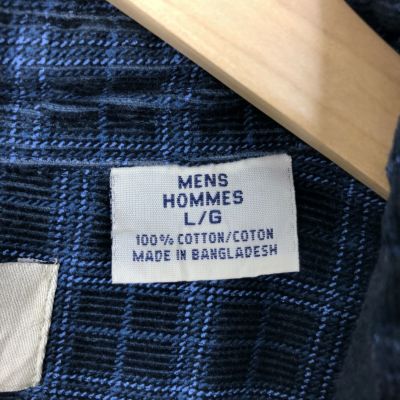 MENS
HOMMES
L/G
100% COTTON/COTON
MADE IN BANGLADESH